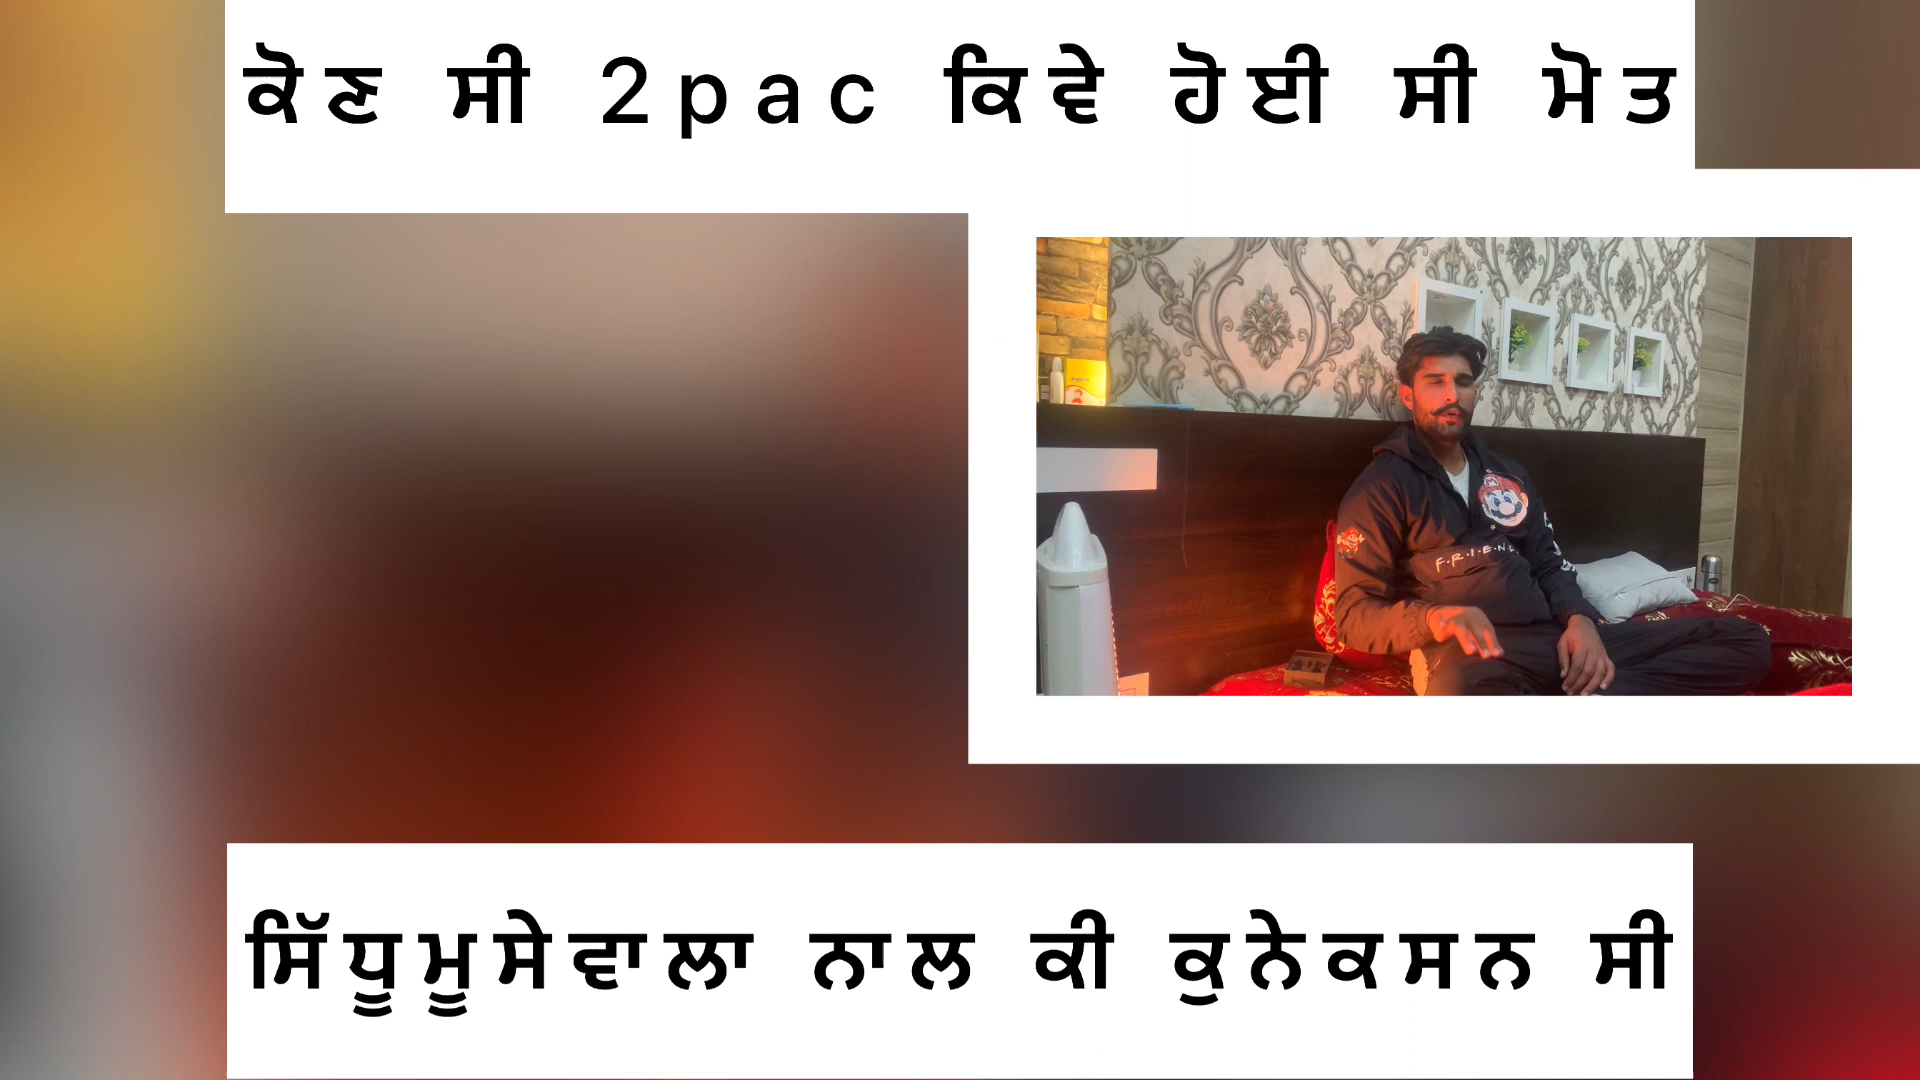 ਕੋਣ ਸੀ 2pac ਕਿਵੇ ਹੋਈ ਸੀ ਮੋਤ
F·R·I·E·N
ਸਿੱਧੂਮੂਸੇਵਾਲਾ ਨਾਲ ਕੀ ਕੁਨੇਕਸਨ ਸੀ